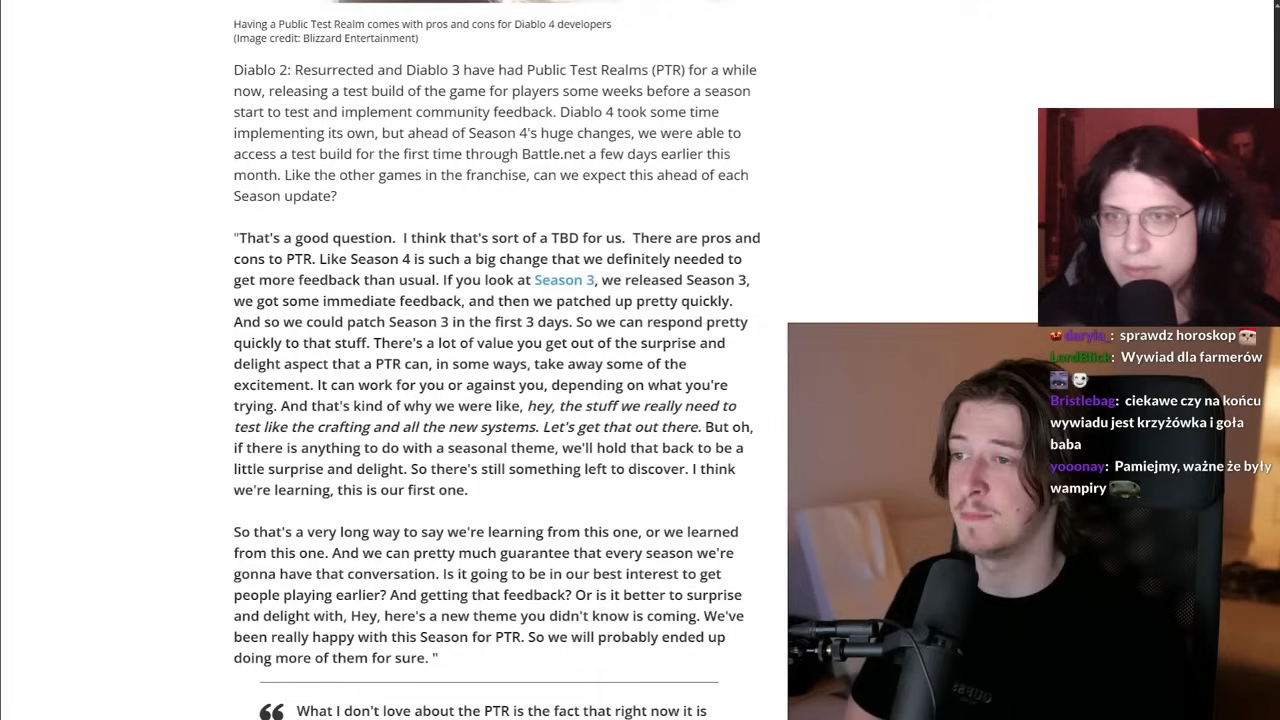 Having a Public Test Realm comes with pros and cons for Diablo 4 developers
(Image credit: Blizzard Entertainment)
Diablo 2: Resurrected and Diablo 3 have had Public Test Realms (PTR) for a while
now, releasing a test build of the game for players some weeks before a season
start to test and implement community feedback. Diablo 4 took some time
implementing its own, but ahead of Season 4's huge changes, we were able to
access a test build for the first time through Battle.net a few days earlier this
month. Like the other games in the franchise, can we expect this ahead of each
Season update?
"That's a good question.  I think that's sort of a TBD for us.  There are pros and
cons to PTR. Like Season 4 is such a big change that we definitely needed to
get more feedback than usual. If you look at Season 3, we released Season 3,
we got some immediate feedback, and then we patched up pretty quickly.
And so we could patch Season 3 in the first 3 days. So we can respond pretty
quickly to that stuff. There's a lot of value you get out of the surprise and
delight aspect that a PTR can, in some ways, take away some of the
excitement. It can work for you or against you, depending on what you're
trying. And that's kind of why we were like, hey, the stuff we really need to
test like the crafting and all the new systems. Let's get that out there. But oh,
if there is anything to do with a seasonal theme, we'll hold that back to be a
little surprise and delight. So there's still something left to discover. I think
we're learning, this is our first one.
So that's a very long way to say we're learning from this one, or we learned
from this one. And we can pretty much guarantee that every season we're
gonna have that conversation. Is it going to be in our best interest to get
people playing earlier? And getting that feedback? Or is it better to surprise
and delight with, Hey, here's a new theme you didn't know is coming. We've
been really happy with this Season for PTR. So we will probably ended up
doing more of them for sure. "
What I don't love about the PTR is the fact that right now it is
daryia_: sprawdz horoskop
LordBlick: Wywiad dla farmerów
Bristlebag: ciekawe czy na końcu
wywiadu jest krzyżówka i goła
baba
yooonay: Pamiejmy, ważne że były
wampiry
GUESS